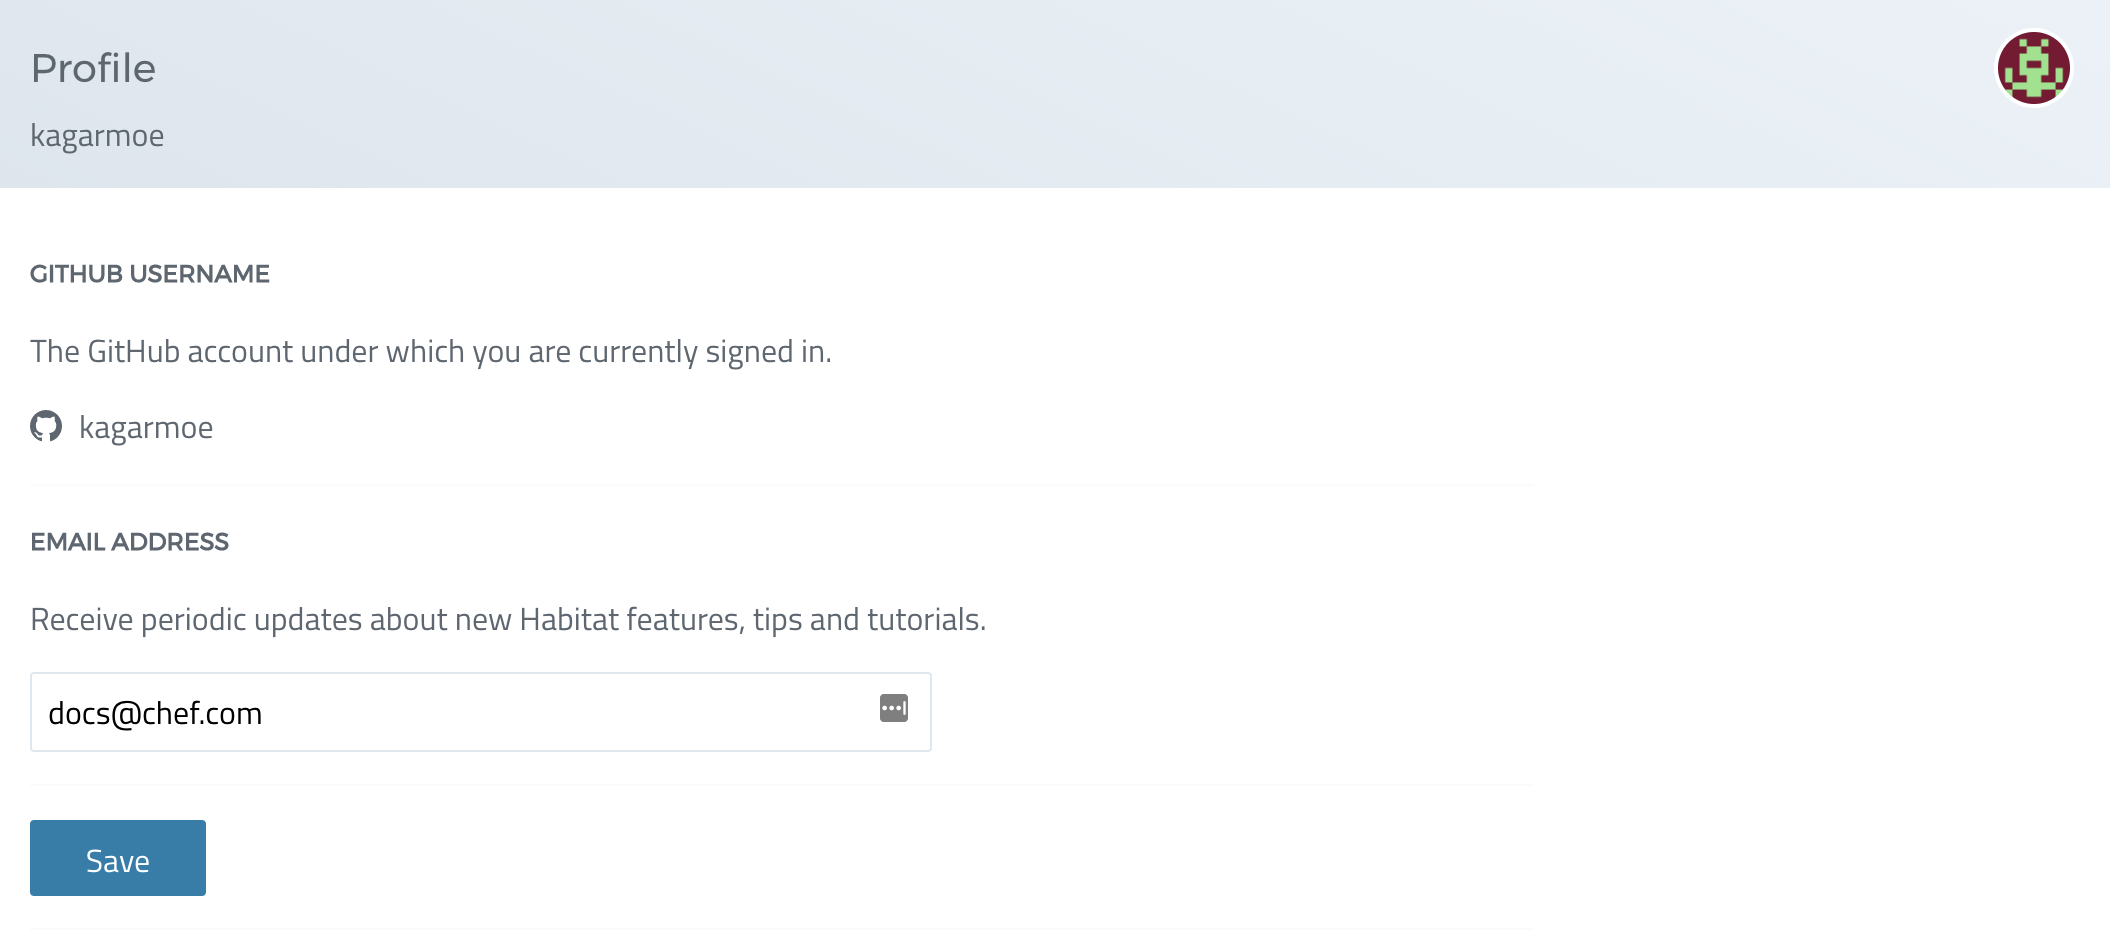 Profile
kagarmoe
GITHUB USERNAME
The GitHub account under which you are currently signed in.
kagarmoe
EMAIL ADDRESS
Receive periodic updates about new Habitat features, tips and tutorials.
docs@chef.com
Save